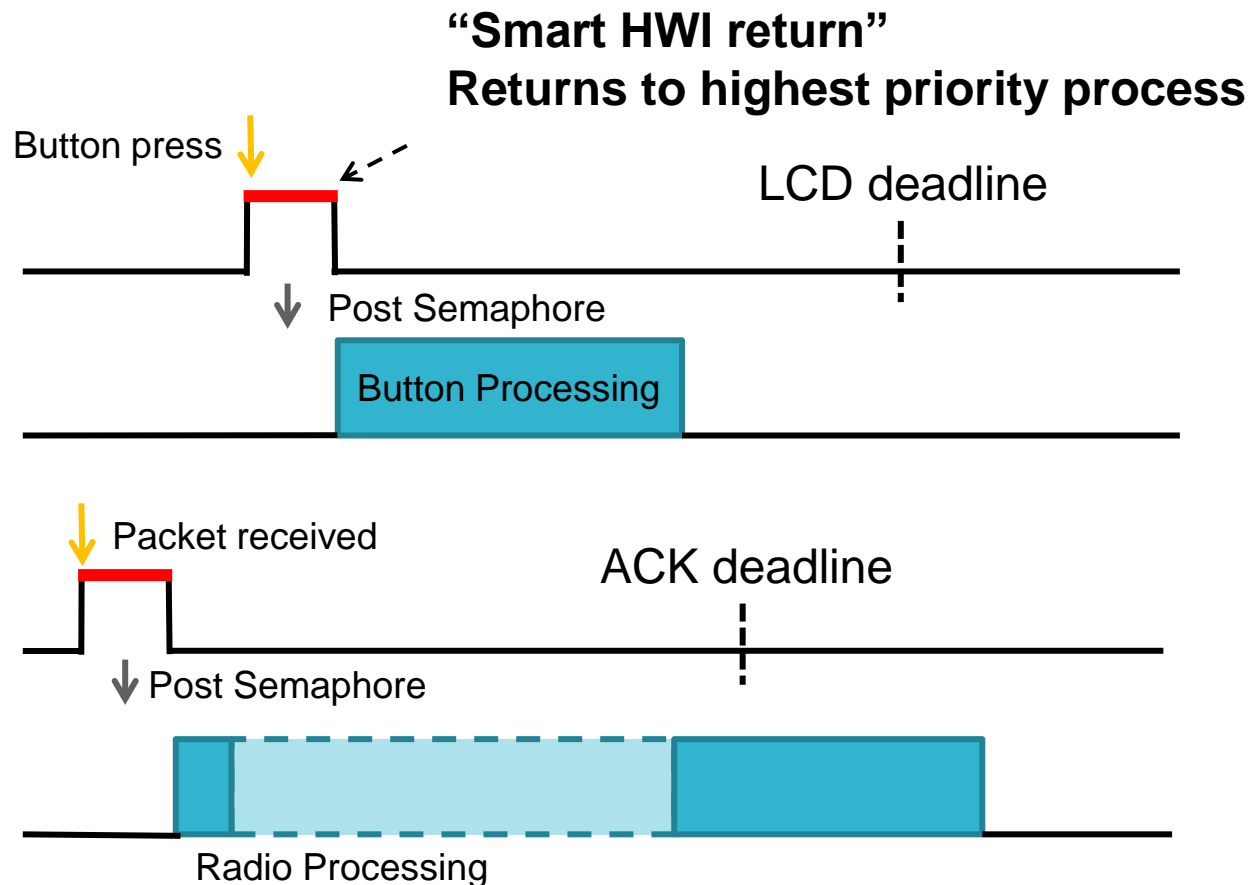 “Smart HWI return”
Returns to highest priority process
Button press
LCD deadline
Post Semaphore
Button Processing
Packet received
ACK deadline
Post Semaphore
Radio Processing